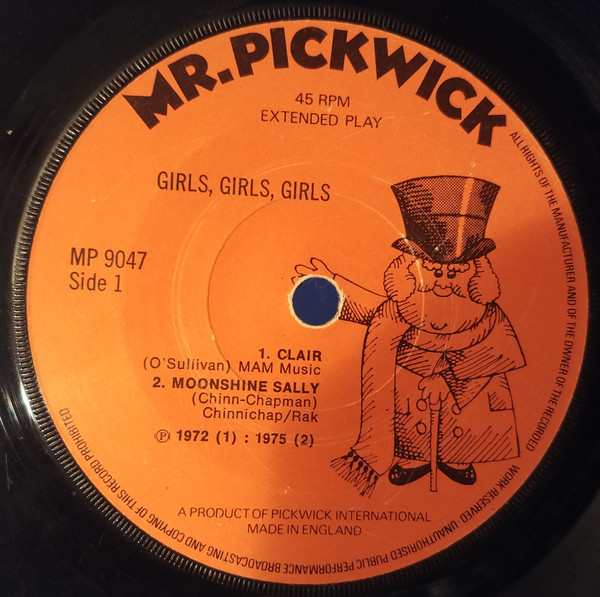 MR. PICKWICK
45 RPM
EXTENDED PLAY
GIRLS, GIRLS, GIRLS
MP 9047
Side 1
1. CLAIR
(O'Sullivan) MAM Music
2. MOONSHINE SALLY
(Chinn-Chapman)
Chinnichap/Rak
Ⓟ 1972 (1) : 1975 (2)
A PRODUCT OF PICKWICK INTERNATIONAL
MADE IN ENGLAND
ALL RIGHTS OF THE MANUFACTURER AND OF THE OWNER OF THE RECORDED WORK RESERVED UNAUTHORISED PUBLIC PERFORMANCE BROADCASTING AND COPYING OF THIS RECORD PROHIBITED